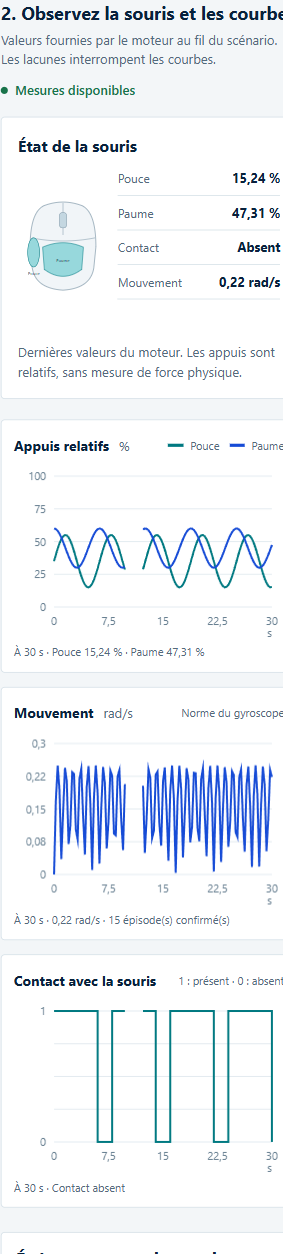 2. Observez la souris et les courbe
Valeurs fournies par le moteur au fil du scénario.
Les lacunes interrompent les courbes.
Mesures disponibles
État de la souris
Pouce 15,24 %
Paume 47,31 %
Contact Absent
Mouvement 0,22 rad/s
Pouce
Paume
Dernières valeurs du moteur. Les appuis sont
relatifs, sans mesure de force physique.
Appuis relatifs % Pouce Paume
100
75
50
25
0
0 7,5 15 22,5 30
s
À 30 s · Pouce 15,24 % · Paume 47,31 %
Mouvement rad/s Norme du gyroscope
0,3
0,22
0,15
0,08
0
0 7,5 15 22,5 30
s
À 30 s · 0,22 rad/s · 15 épisode(s) confirmé(s)
Contact avec la souris 1 : présent · 0 : absent
1
0
0 7,5 15 22,5 30
s
À 30 s · Contact absent